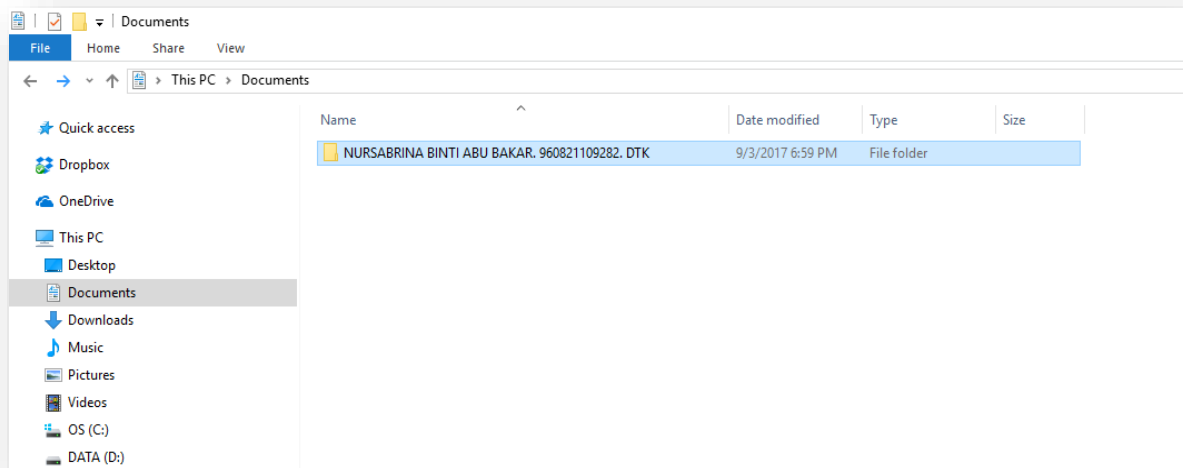 Documents
File Home Share View
This PC > Documents
Name Date modified Type Size
NURSABRINA BINTI ABU BAKAR. 960821109282. DTK 9/3/2017 6:59 PM File folder
Quick access
Dropbox
OneDrive
This PC
Desktop
Documents
Downloads
Music
Pictures
Videos
OS (C:)
DATA (D:)